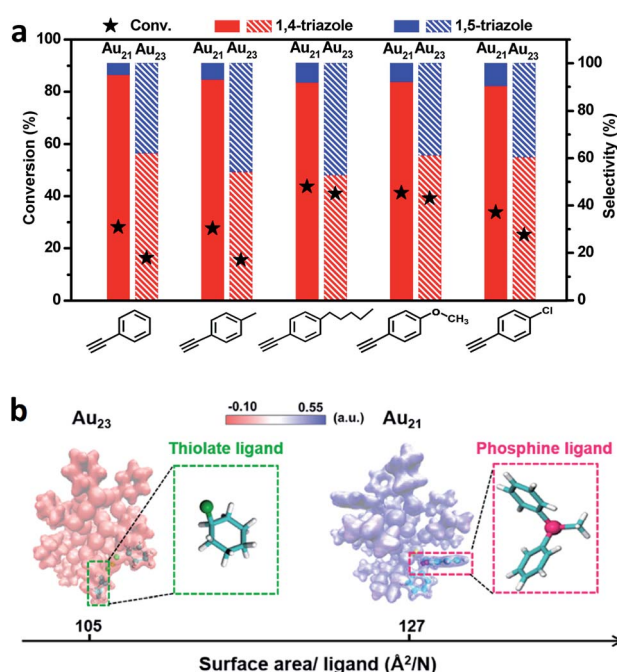 a
★ Conv. 1,4-triazole 1,5-triazole
Au21 Au23 Au21 Au23 Au21 Au23 Au21 Au23 Au21 Au23
Conversion (%)
100
80
60
40
20
0
Selectivity (%)
100
80
60
40
20
0
O CH3
Cl
b
Au23
-0.10 0.55 (a.u.)
Au21
Thiolate ligand
Phosphine ligand
105 127
Surface area/ ligand (Å²/N)